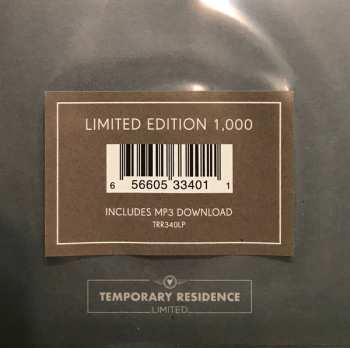 LIMITED EDITION 1,000
6 56605 33401 1
INCLUDES MP3 DOWNLOAD
TRR340LP
TEMPORARY RESIDENCE
LIMITED